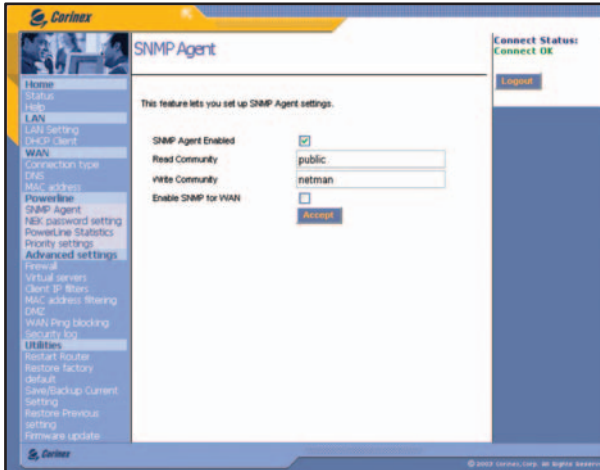 Corinex
SNMP Agent
Connect Status:
Connect OK
Logout
Home
Status
Help
LAN
LAN Setting
DHCP Client
WAN
Connection type
DNS
MAC address
Powerline
SNMP Agent
NEK password setting
PowerLine Statistics
Priority settings
Advanced settings
Firewall
Virtual servers
Client IP filters
MAC address filtering
DMZ
WAN Ping blocking
Security log
Utilities
Restart Router
Restore factory
default
Save/Backup Current
Setting
Restore Previous
setting
Firmware update
This feature lets you set up SNMP Agent settings.
SNMP Agent Enabled
Read Community public
Write Community netman
Enable SNMP for WAN
Accept
Corinex
Corinex, Corp. All Rights